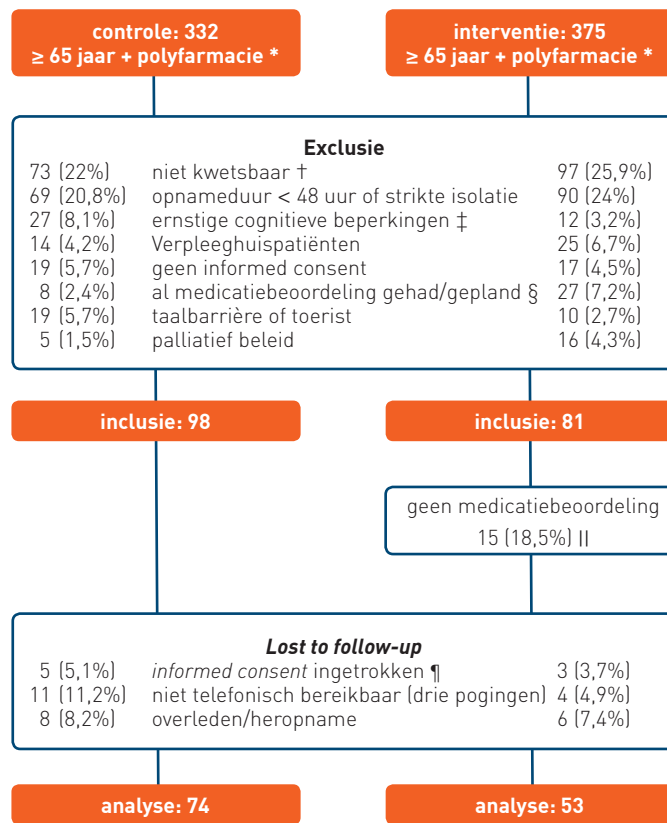 controle: 332
≥ 65 jaar + polyfarmacie *
interventie: 375
≥ 65 jaar + polyfarmacie *
Exclusie
73 (22%) niet kwetsbaar † 97 (25,9%)
69 (20,8%) opnameduur < 48 uur of strikte isolatie 90 (24%)
27 (8,1%) ernstige cognitieve beperkingen ‡ 12 (3,2%)
14 (4,2%) Verpleeghuispatiënten 25 (6,7%)
19 (5,7%) geen informed consent 17 (4,5%)
8 (2,4%) al medicatiebeoordeling gehad/gepland § 27 (7,2%)
19 (5,7%) taalbarrière of toerist 10 (2,7%)
5 (1,5%) palliatief beleid 16 (4,3%)
inclusie: 98
inclusie: 81
geen medicatiebeoordeling
15 (18,5%) ||
Lost to follow-up
5 (5,1%) informed consent ingetrokken ¶ 3 (3,7%)
11 (11,2%) niet telefonisch bereikbaar (drie pogingen) 4 (4,9%)
8 (8,2%) overleden/heropname 6 (7,4%)
analyse: 74
analyse: 53